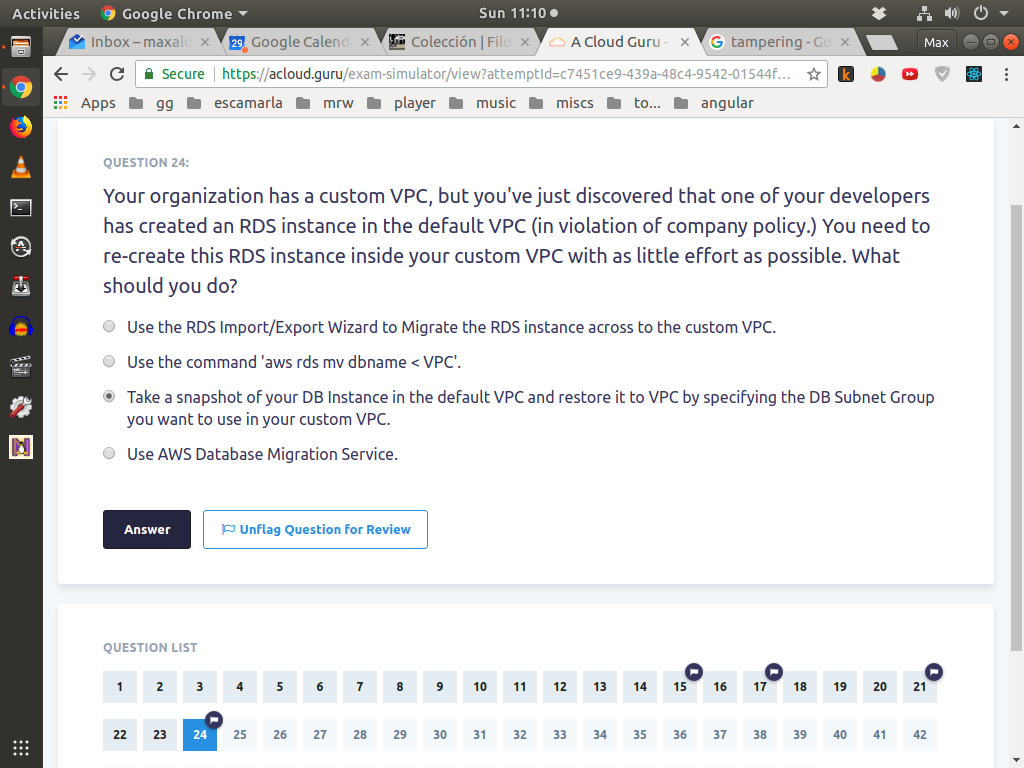 Activities Google Chrome Sun 11:10
Inbox – maxald Google Calend Colección | Filo A Cloud Guru - tampering - Go Max
Secure https://acloud.guru/exam-simulator/view?attemptId=c7451ce9-439a-48c4-9542-01544f...
Apps gg escamarla mrw player music miscs to... angular
QUESTION 24:
Your organization has a custom VPC, but you've just discovered that one of your developers
has created an RDS instance in the default VPC (in violation of company policy.) You need to
re-create this RDS instance inside your custom VPC with as little effort as possible. What
should you do?
Use the RDS Import/Export Wizard to Migrate the RDS instance across to the custom VPC.
Use the command 'aws rds mv dbname < VPC'.
Take a snapshot of your DB Instance in the default VPC and restore it to VPC by specifying the DB Subnet Group
you want to use in your custom VPC.
Use AWS Database Migration Service.
Answer Unflag Question for Review
QUESTION LIST
1 2 3 4 5 6 7 8 9 10 11 12 13 14 15 16 17 18 19 20 21
22 23 24 25 26 27 28 29 30 31 32 33 34 35 36 37 38 39 40 41 42